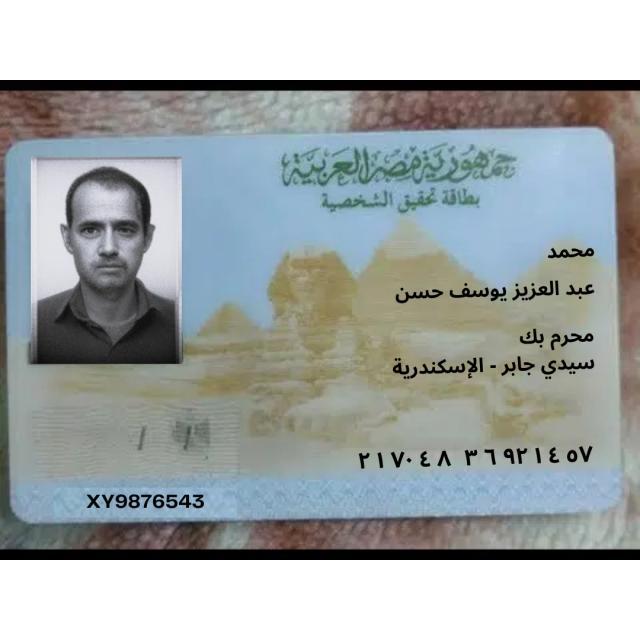 جمهورية مصر العربية
بطاقة تحقيق الشخصية
محمد
عبد العزيز يوسف حسن
محرم بك
سيدي جابر - الإسكندرية
٢١٧٠٤٨ ٣٦٩٢١٤٥٧
XY9876543